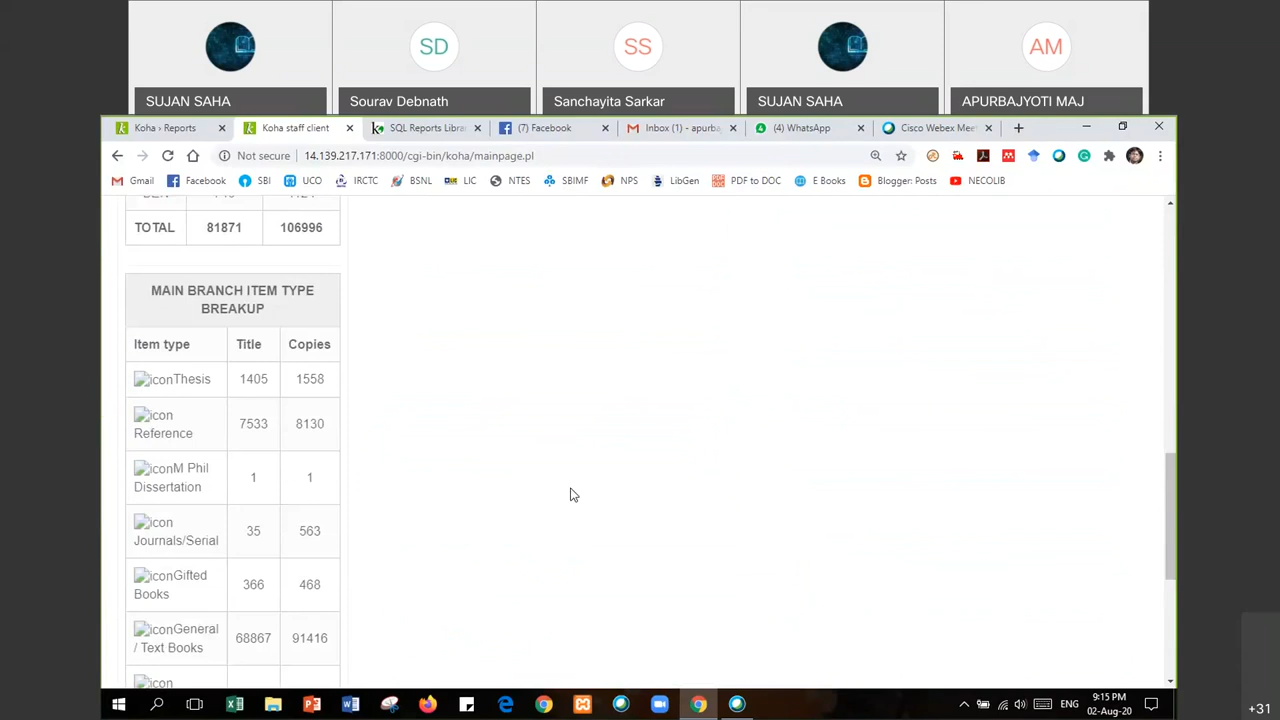 SD
SS
AM
SUJAN SAHA
Sourav Debnath
Sanchayita Sarkar
SUJAN SAHA
APURBAJYOTI MAJ
Koha › Reports
Koha staff client
SQL Reports Libra
(7) Facebook
Inbox (1) - apurba
(4) WhatsApp
Cisco Webex Meet
Not secure
14.139.217.171:8000/cgi-bin/koha/mainpage.pl
Gmail
Facebook
SBI
UCO
IRCTC
BSNL
LIC
NTES
SBIMF
NPS
LibGen
PDF to DOC
E Books
Blogger: Posts
NECOLIB
TOTAL 81871 106996
MAIN BRANCH ITEM TYPE
BREAKUP
Item type Title Copies
iconThesis 1405 1558
icon
Reference 7533 8130
iconM Phil
Dissertation 1 1
icon
Journals/Serial 35 563
iconGifted
Books 366 468
iconGeneral
/ Text Books 68867 91416
icon
ENG
9:15 PM
02-Aug-20
+31